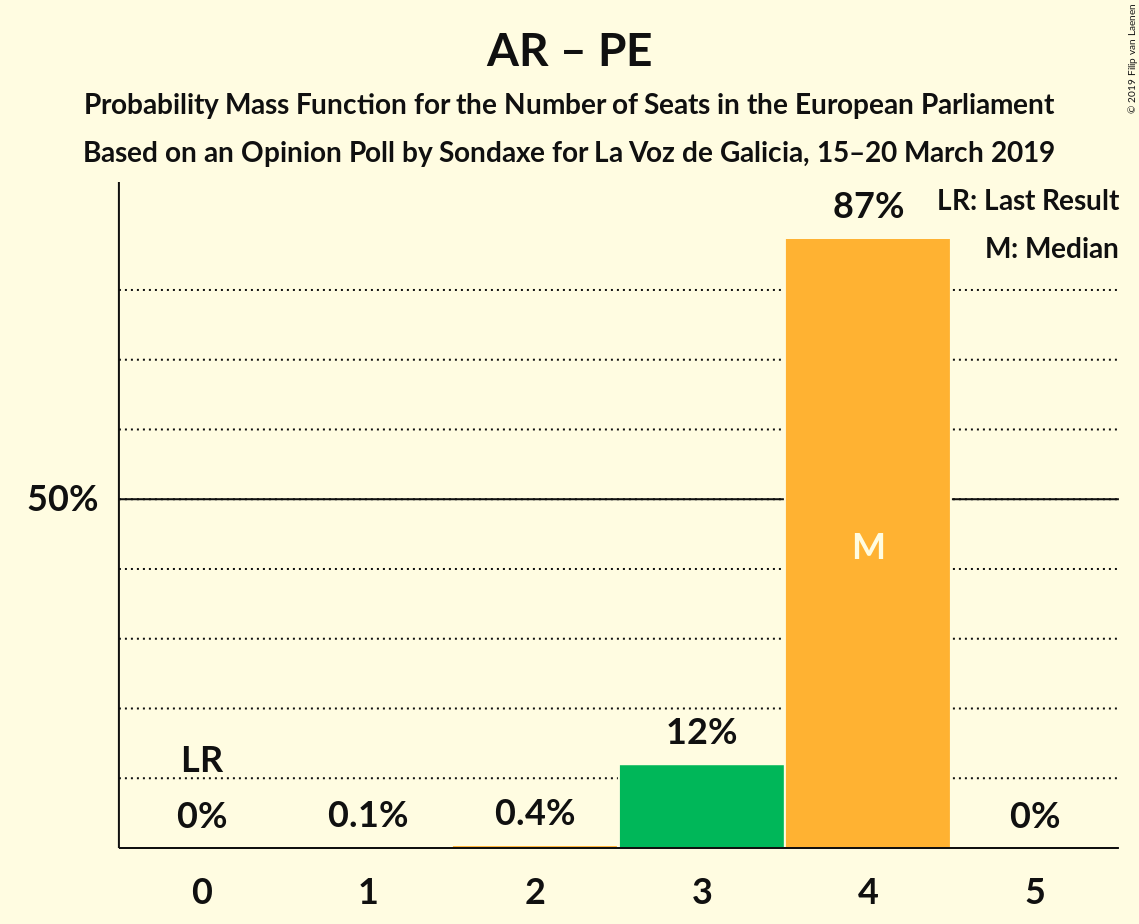 AR – PE
Probability Mass Function for the Number of Seats in the European Parliament
Based on an Opinion Poll by Sondaxe for La Voz de Galicia, 15–20 March 2019
© 2019 Filip van Laenen
LR: Last Result
M: Median
87%
50%
M
12%
LR
0%
0.1%
0.4%
0%
0 1 2 3 4 5